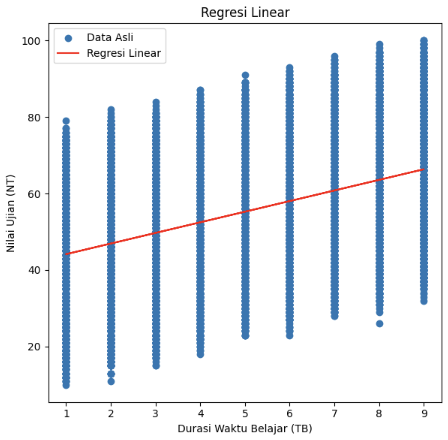 Regresi Linear
Data Asli
Regresi Linear
100
80
60
40
20
Nilai Ujian (NT)
1 2 3 4 5 6 7 8 9
Durasi Waktu Belajar (TB)